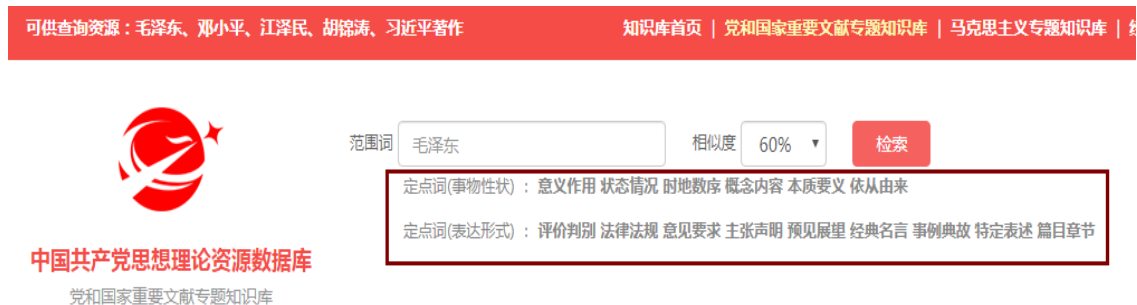 可供查询资源：毛泽东、邓小平、江泽民、胡锦涛、习近平著作
知识库首页 | 党和国家重要文献专题知识库 | 马克思主义专题知识库 |
范围词 毛泽东 相似度 60% 检索
定点词(事物性状) ：意义作用 状态情况 时地数序 概念内容 本质要义 依从由来
定点词(表达形式) ：评价判别 法律法规 意见要求 主张声明 预见展望 经典名言 事例典故 特定表述 篇目章节
中国共产党思想理论资源数据库
党和国家重要文献专题知识库